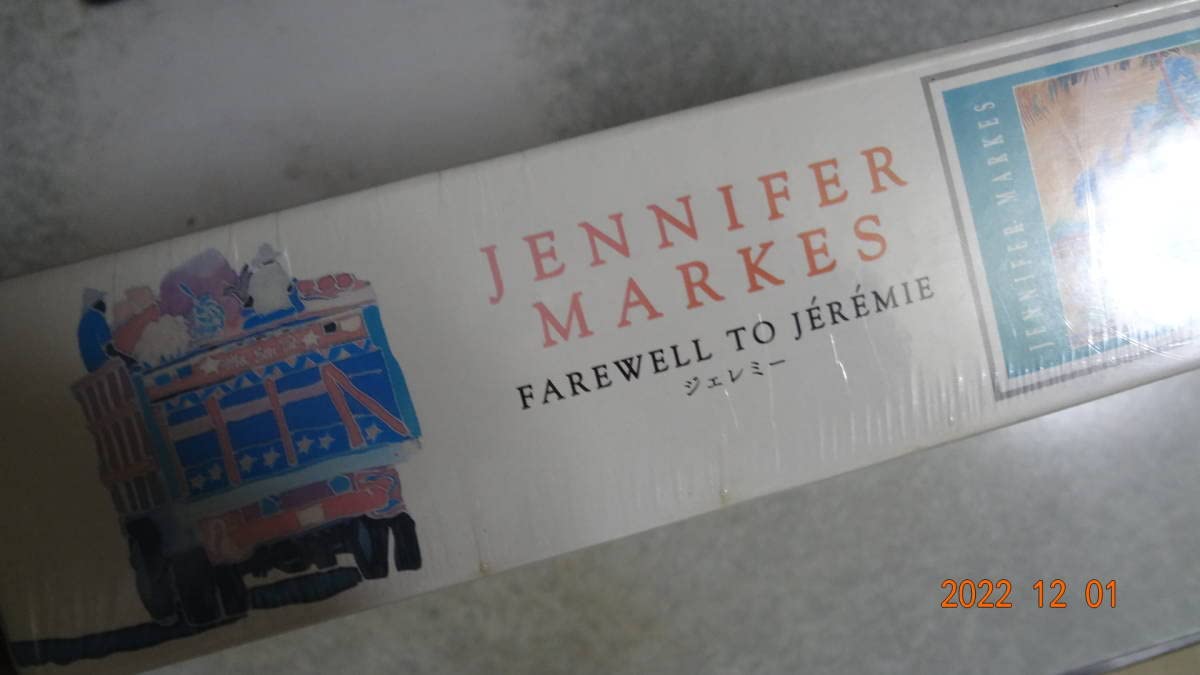 JENNIFER
MARKES
FAREWELL TO JÉRÉMIE
ジェレミー
JENNIFER MARKES
2022 12 01